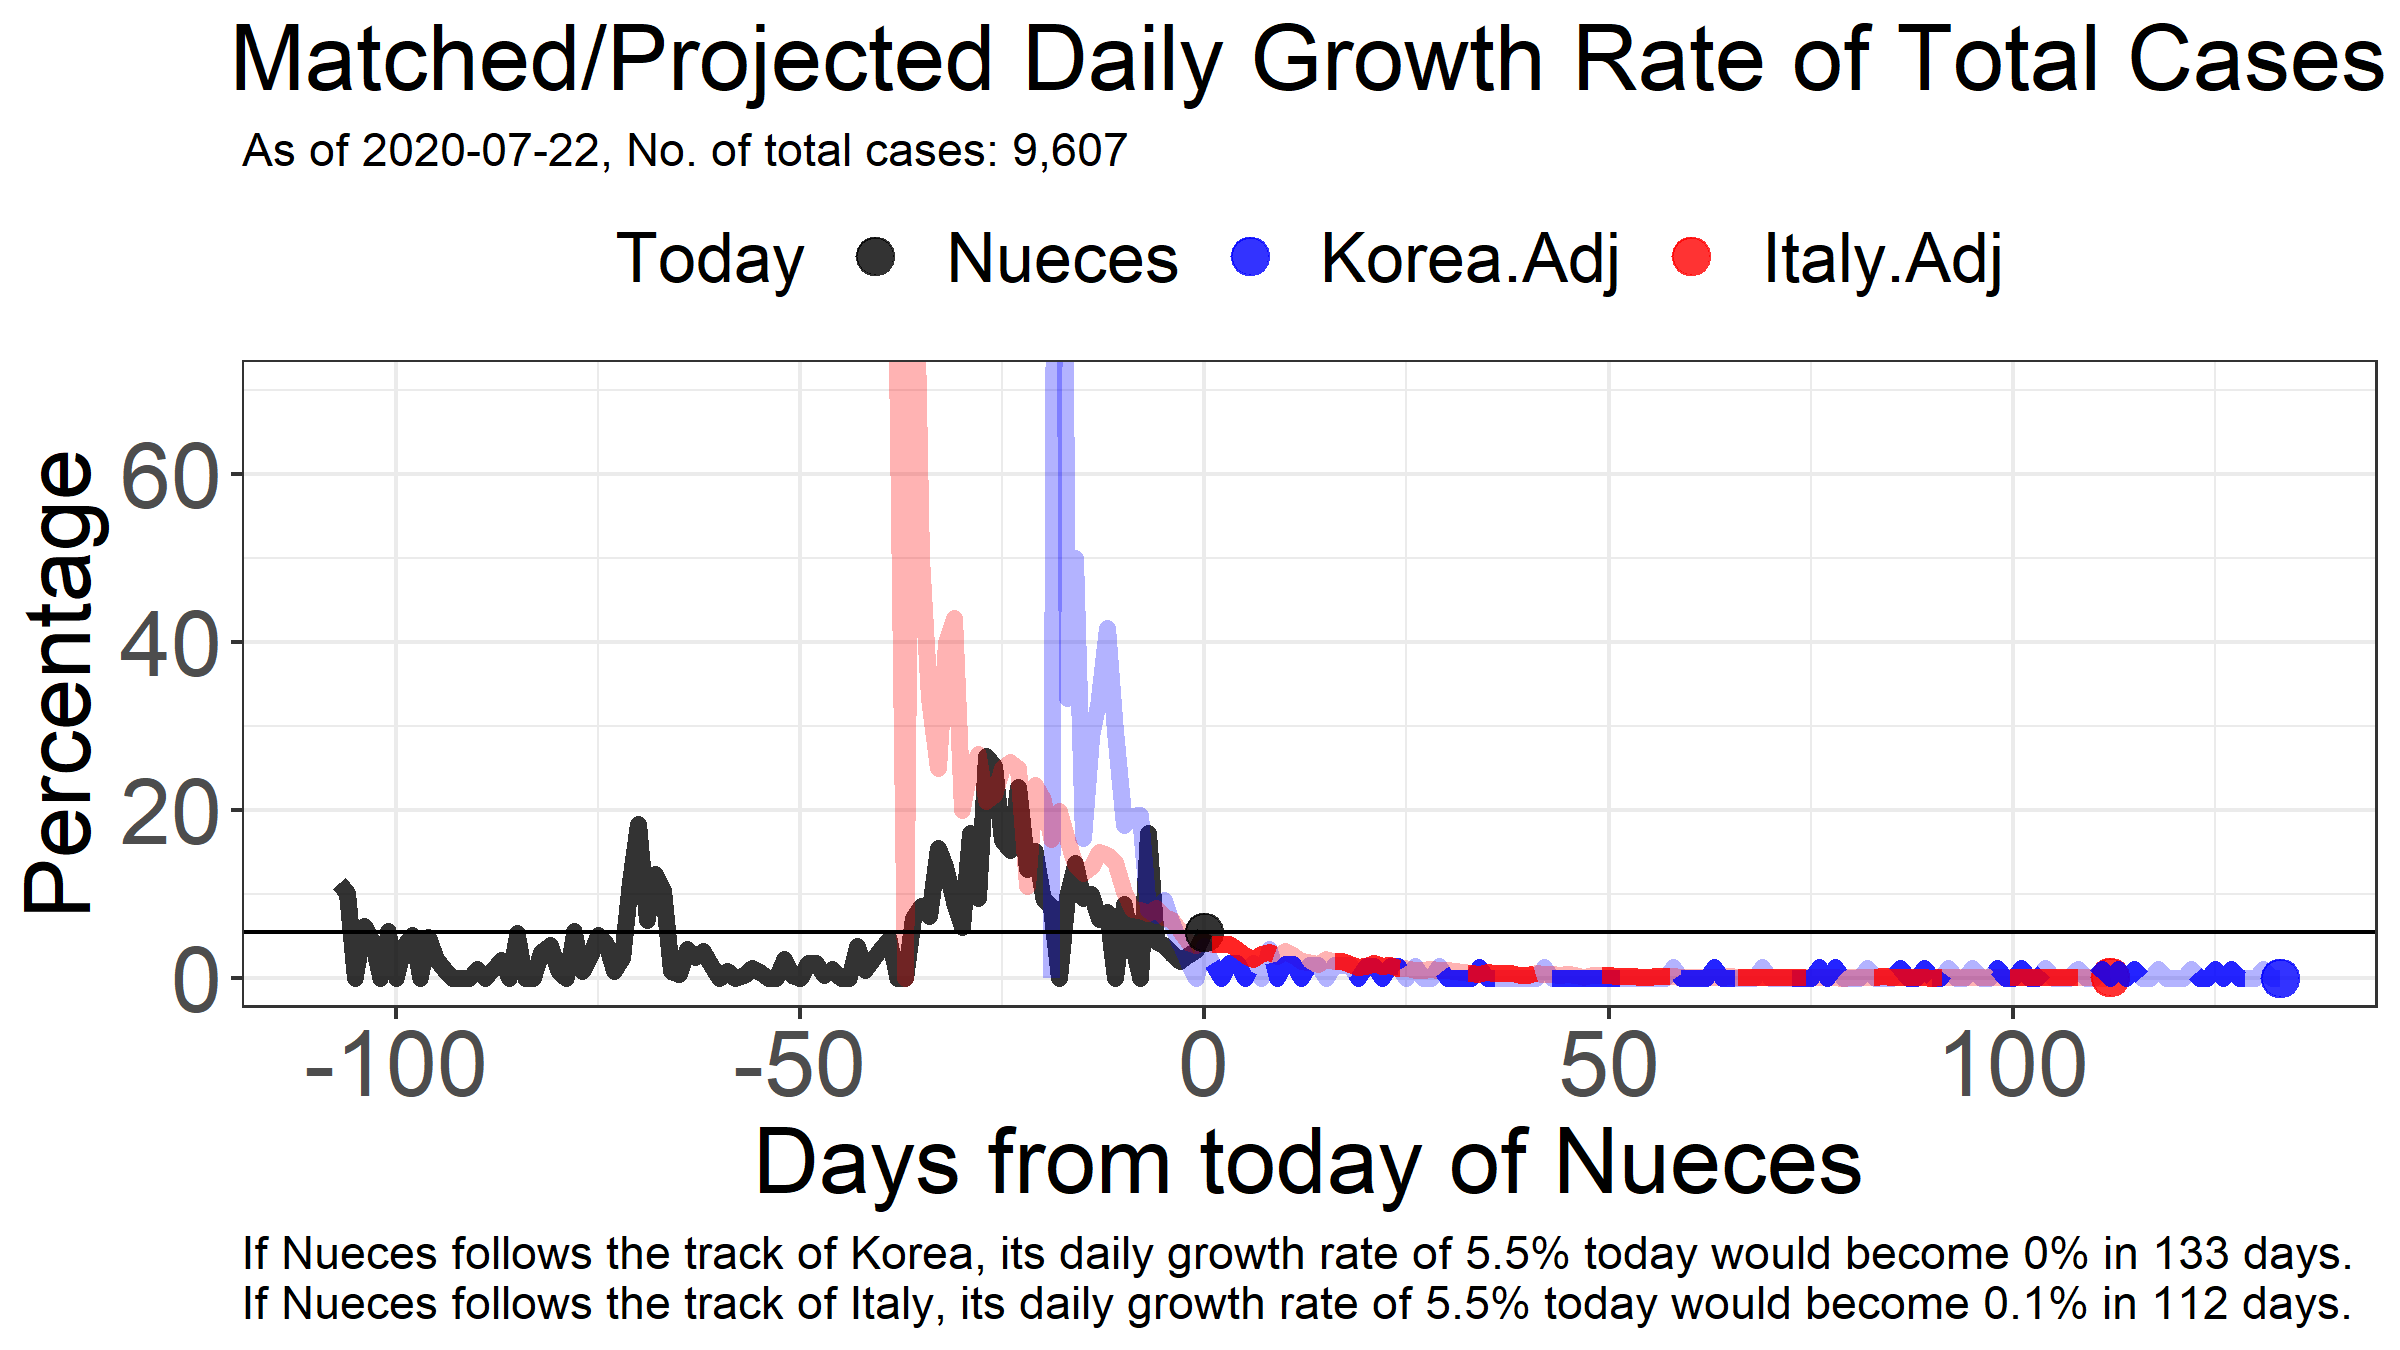 Matched/Projected Daily Growth Rate of Total Cases
As of 2020-07-22, No. of total cases: 9,607
Today Nueces Korea.Adj Italy.Adj
Percentage
60
40
20
0
-100 -50 0 50 100
Days from today of Nueces
If Nueces follows the track of Korea, its daily growth rate of 5.5% today would become 0% in 133 days.
If Nueces follows the track of Italy, its daily growth rate of 5.5% today would become 0.1% in 112 days.